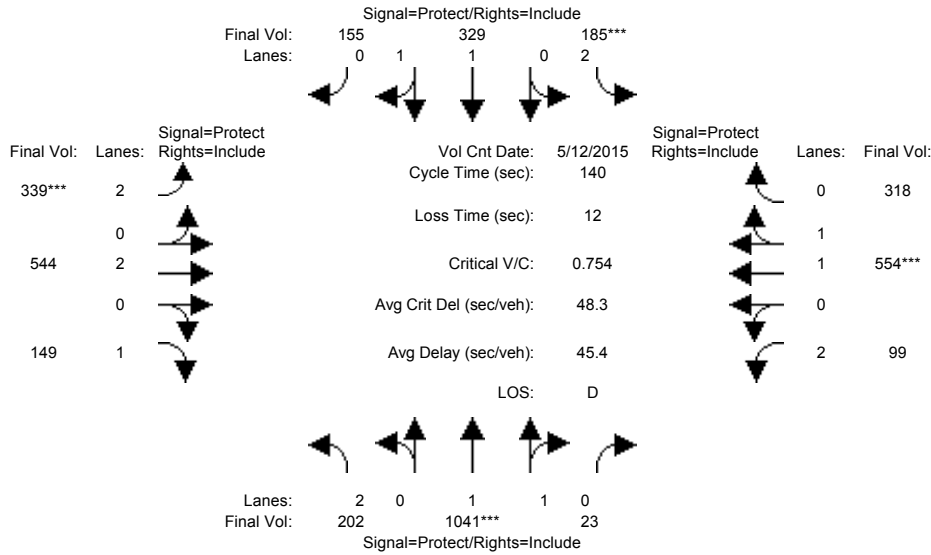 Signal=Protect/Rights=Include
Final Vol: 155 329 185***
Lanes: 0 1 1 0 2
Signal=Protect Signal=Protect
Final Vol: Lanes: Rights=Include Vol Cnt Date: 5/12/2015 Rights=Include Lanes: Final Vol:
Cycle Time (sec): 140
339*** 2 0 318
Loss Time (sec): 12
0 1
544 2 Critical V/C: 0.754 1 554***
0 Avg Crit Del (sec/veh): 48.3 0
149 1 Avg Delay (sec/veh): 45.4 2 99
LOS: D
Lanes: 2 0 1 1 0
Final Vol: 202 1041*** 23
Signal=Protect/Rights=Include